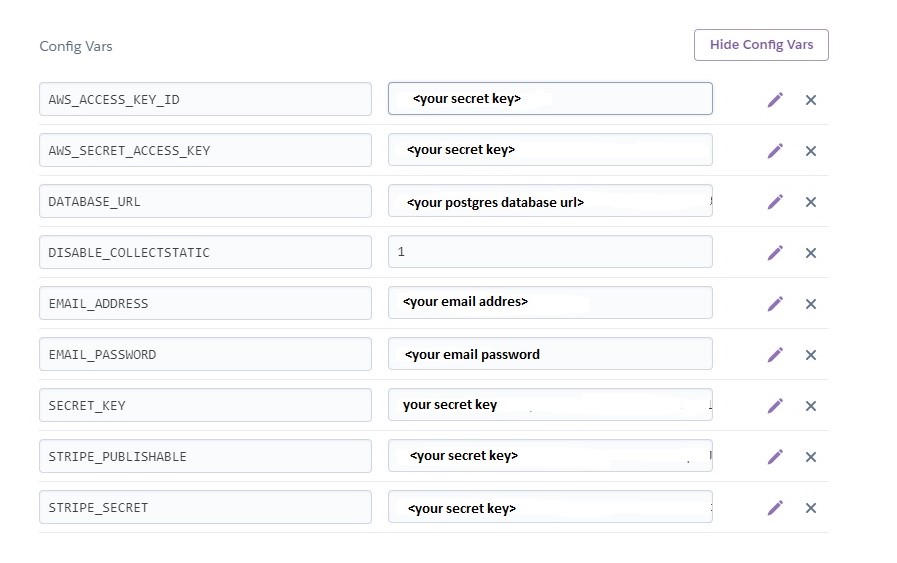 Config Vars Hide Config Vars
AWS_ACCESS_KEY_ID <your secret key>
AWS_SECRET_ACCESS_KEY <your secret key>
DATABASE_URL <your postgres database url>
DISABLE_COLLECTSTATIC 1
EMAIL_ADDRESS <your email addres>
EMAIL_PASSWORD <your email password
SECRET_KEY your secret key
STRIPE_PUBLISHABLE <your secret key>
STRIPE_SECRET <your secret key>